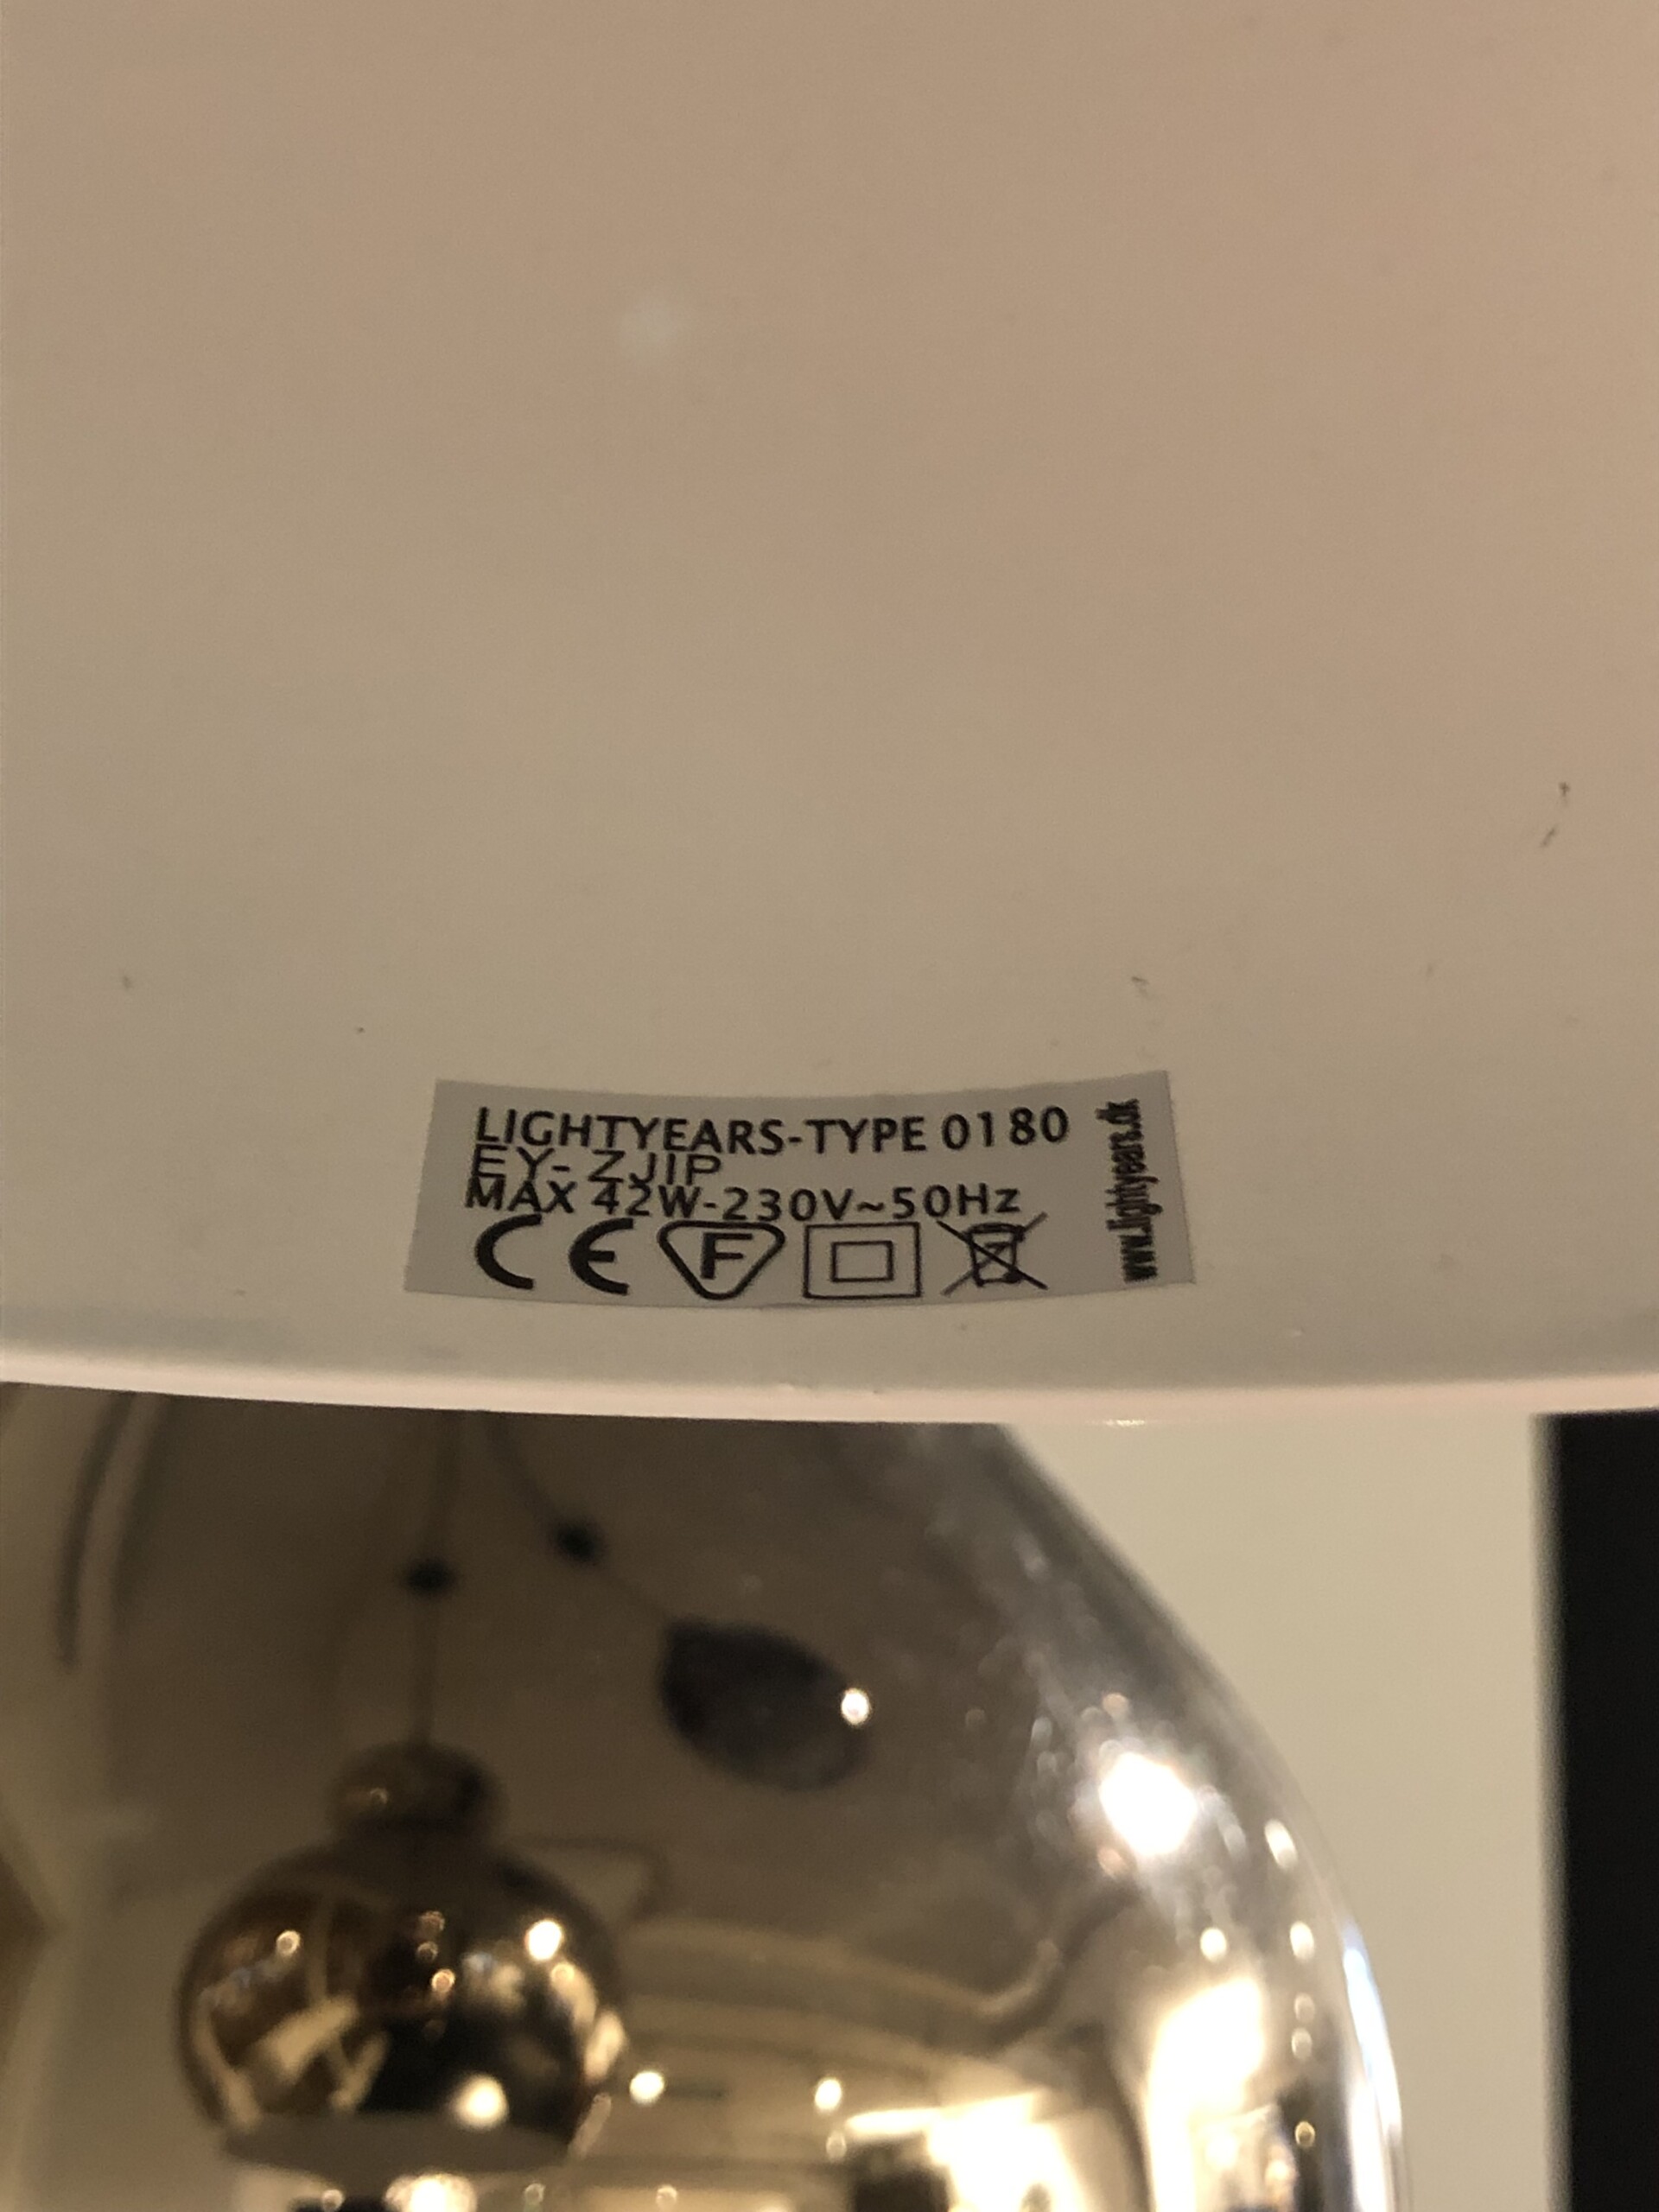 LIGHTYEARS-TYPE 0180
EY- ZJIP
MAX 42W-230V~50Hz
CE F
www.lightyears.dk